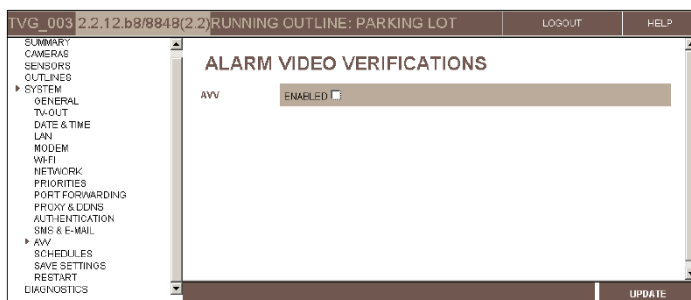 TVG_003 2.2.12.b8/8848(2.2)RUNNING OUTLINE: PARKING LOT LOGOUT HELP
SUMMARY
CAMERAS
SENSORS
OUTLINES
SYSTEM
GENERAL
TV-OUT
DATE & TIME
LAN
MODEM
WI-FI
NETWORK
PRIORITIES
PORT FORWARDING
PROXY & DDNS
AUTHENTICATION
SMS & E-MAIL
AVV
SCHEDULES
SAVE SETTINGS
RESTART
DIAGNOSTICS
ALARM VIDEO VERIFICATIONS
AVV ENABLED
UPDATE